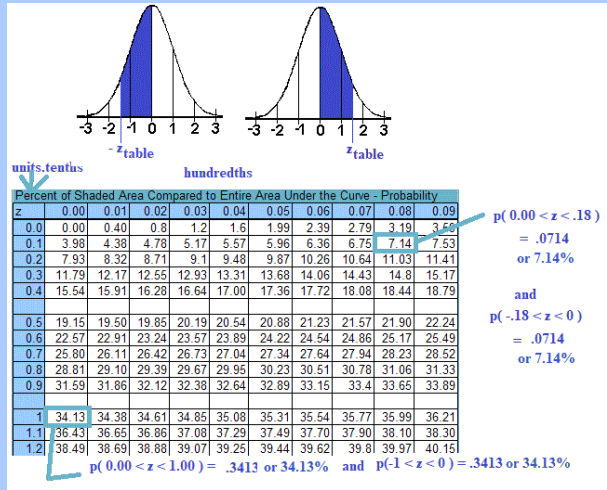 -3 -2 -1 0 1 2 3
-3 -2 -1 0 1 2 3
- z table
z table
units.tenths
hundredths
Percent of Shaded Area Compared to Entire Area Under the Curve - Probability
z 0.00 0.01 0.02 0.03 0.04 0.05 0.06 0.07 0.08 0.09
0.0 0.00 0.40 0.8 1.2 1.6 1.99 2.39 2.79 3.19 3.59
0.1 3.98 4.38 4.78 5.17 5.57 5.96 6.36 6.75 7.14 7.53
0.2 7.93 8.32 8.71 9.1 9.48 9.87 10.26 10.64 11.03 11.41
0.3 11.79 12.17 12.55 12.93 13.31 13.68 14.06 14.43 14.8 15.17
0.4 15.54 15.91 16.28 16.64 17.00 17.36 17.72 18.08 18.44 18.79
0.5 19.15 19.50 19.85 20.19 20.54 20.88 21.23 21.57 21.90 22.24
0.6 22.57 22.91 23.24 23.57 23.89 24.22 24.54 24.86 25.17 25.49
0.7 25.80 26.11 26.42 26.73 27.04 27.34 27.64 27.94 28.23 28.52
0.8 28.81 29.10 29.39 29.67 29.95 30.23 30.51 30.78 31.06 31.33
0.9 31.59 31.86 32.12 32.38 32.64 32.89 33.15 33.4 33.65 33.89
1 34.13 34.38 34.61 34.85 35.08 35.31 35.54 35.77 35.99 36.21
1.1 36.43 36.65 36.86 37.08 37.29 37.49 37.70 37.90 38.10 38.30
1.2 38.49 38.69 38.88 39.07 39.25 39.44 39.62 39.8 39.97 40.15
p( 0.00 < z < .18 )
= .0714
or 7.14%
and
p( -.18 < z < 0 )
= .0714
or 7.14%
p( 0.00 < z < 1.00 ) = .3413 or 34.13% and p(-1 < z < 0 ) = .3413 or 34.13%